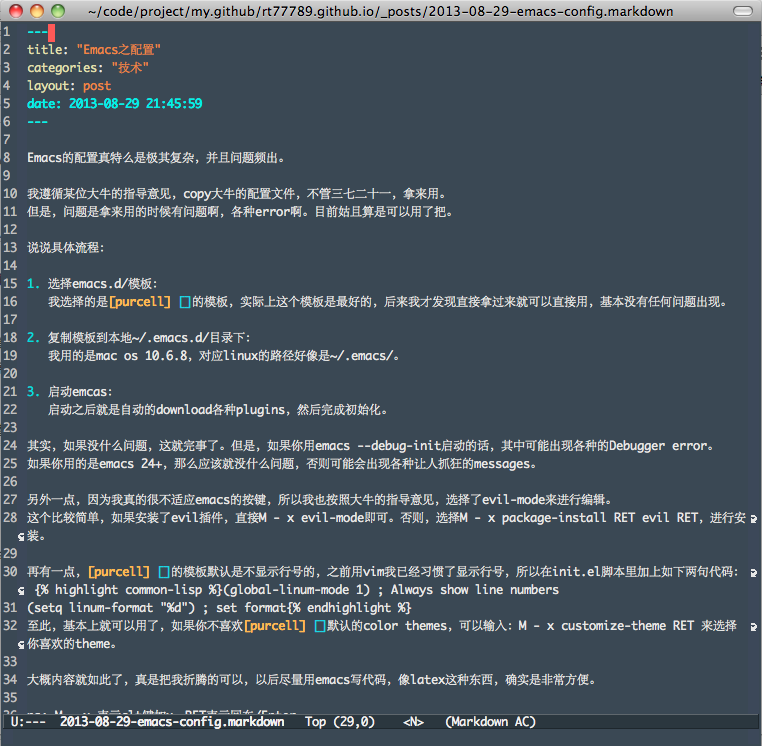 ~/code/project/my.github/rt77789.github.io/_posts/2013-08-29-emacs-config.markdown
1 ---
2 title: "Emacs之配置"
3 categories: "技术"
4 layout: post
5 date: 2013-08-29 21:45:59
6 ---
7
8 Emacs的配置真特么是极其复杂，并且问题频出。
9
10 我遵循某位大牛的指导意见，copy大牛的配置文件，不管三七二十一，拿来用。
11 但是，问题是拿来用的时候有问题啊，各种error啊。目前姑且算是可以用了把。
12
13 说说具体流程：
14
15 1. 选择emacs.d/模板：
16 我选择的是[purcell] []的模板，实际上这个模板是最好的，后来我才发现直接拿过来就可以直接用，基本没有任何问题出现。
17
18 2. 复制模板到本地~/.emacs.d/目录下：
19 我用的是mac os 10.6.8，对应linux的路径好像是~/.emacs/。
20
21 3. 启动emcas：
22 启动之后就是自动的download各种plugins，然后完成初始化。
23
24 其实，如果没什么问题，这就完事了。但是，如果你用emacs --debug-init启动的话，其中可能出现各种的Debugger error。
25 如果你用的是emacs 24+，那么应该就没什么问题，否则可能会出现各种让人抓狂的messages。
26
27 另外一点，因为我真的很不适应emacs的按键，所以我也按照大牛的指导意见，选择了evil-mode来进行编辑。
28 这个比较简单，如果安装了evil插件，直接M - x evil-mode即可。否则，选择M - x package-install RET evil RET，进行安
装。
29
30 再有一点，[purcell] []的模板默认是不显示行号的，之前用vim我已经习惯了显示行号，所以在init.el脚本里加上如下两句代码：
{% highlight common-lisp %}(global-linum-mode 1) ; Always show line numbers
31 (setq linum-format "%d") ; set format{% endhighlight %}
32 至此，基本上就可以用了，如果你不喜欢[purcell] []默认的color themes，可以输入：M - x customize-theme RET 来选择
你喜欢的theme。
33
34 大概内容就如此了，真是把我折腾的可以，以后尽量用emacs写代码，像latex这种东西，确实是非常方便。
35
U:--- 2013-08-29-emacs-config.markdown Top (29,0) <N> (Markdown AC)